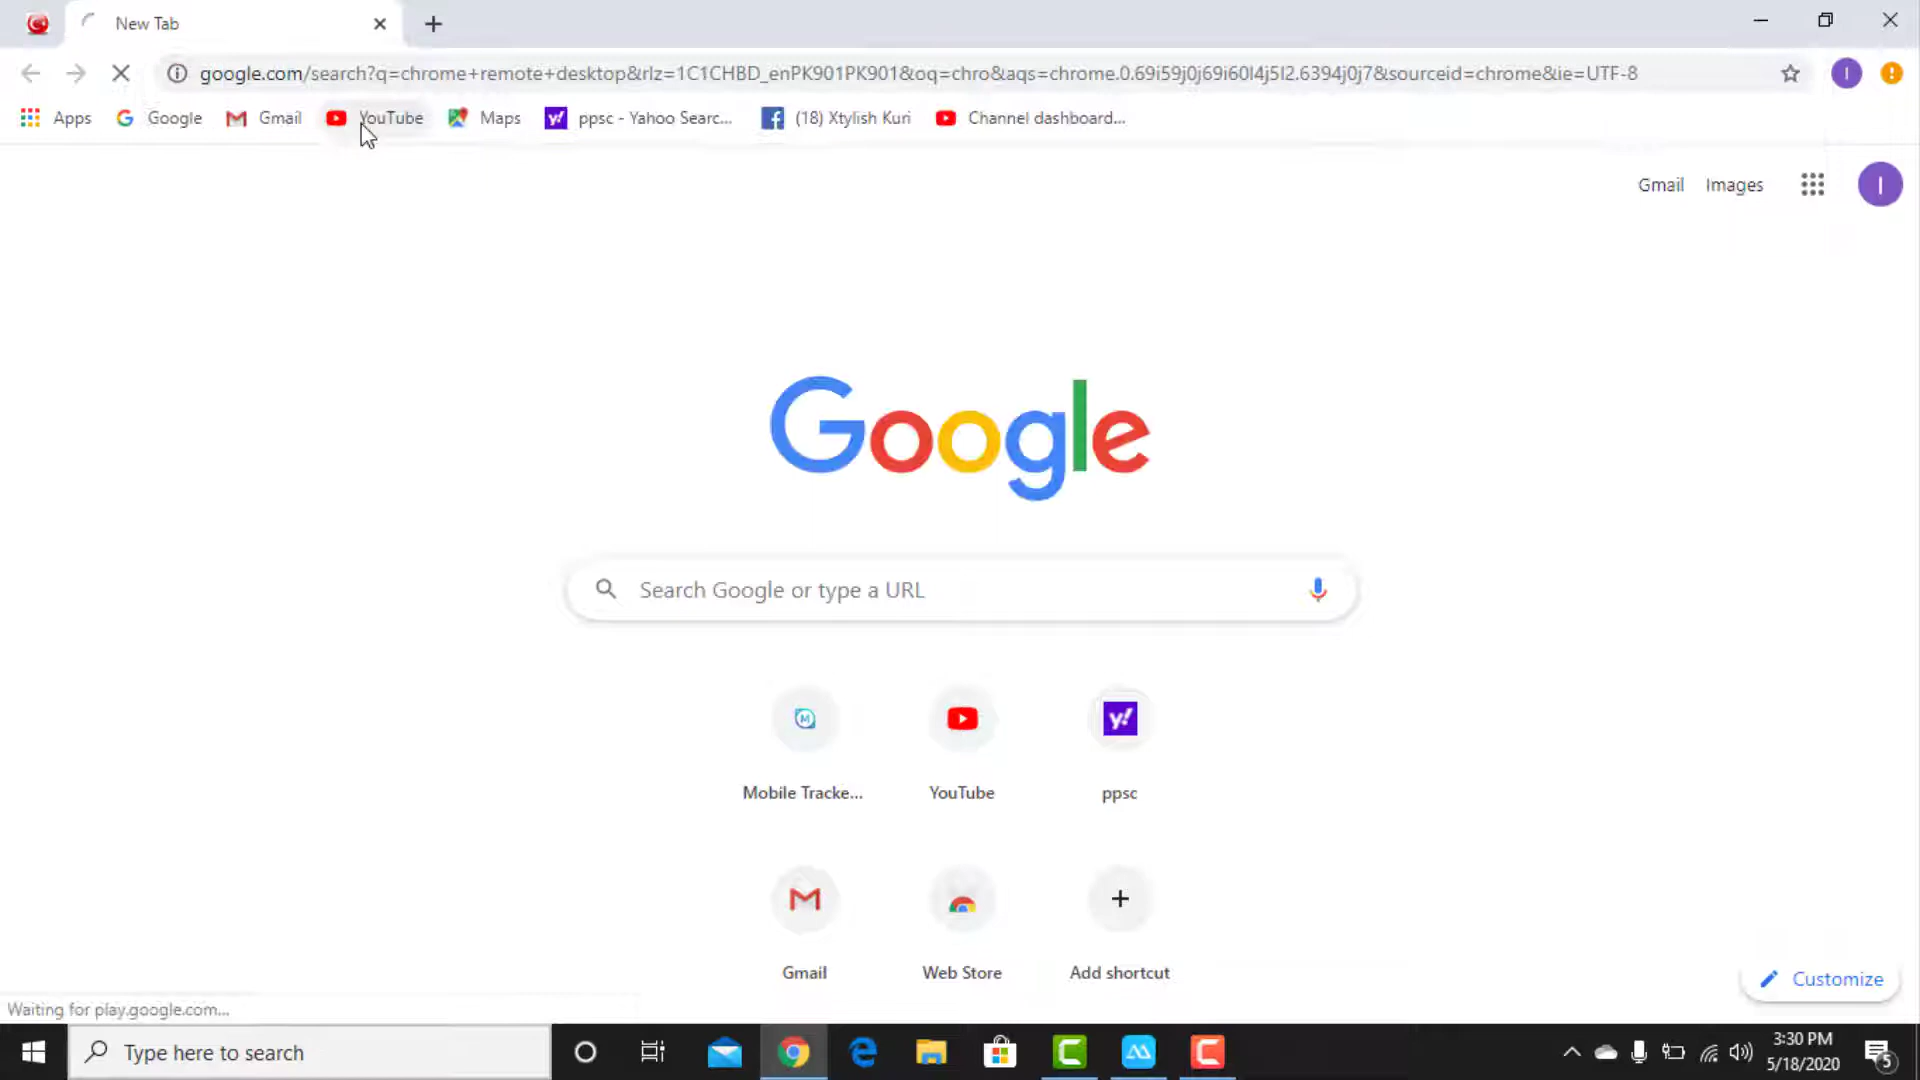 New Tab
google.com/search?q=chrome+remote+desktop&rlz=1C1CHBD_enPK901PK901&oq=chro&aqs=chrome.0.69i59j0j69i60l4j5l2.6394j0j7&sourceid=chrome&ie=UTF-8
I
!
Apps Google Gmail YouTube Maps ppsc - Yahoo Searc... (18) Xtylish Kuri Channel dashboard...
Gmail Images I
Google
Search Google or type a URL
Mobile Tracke... YouTube ppsc
Gmail Web Store Add shortcut
Customize
Waiting for play.google.com...
Type here to search
3:30 PM
5/18/2020
5